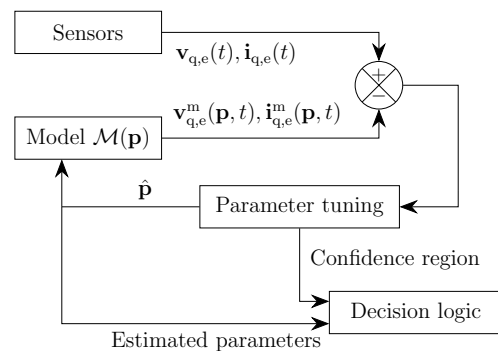 Sensors
𝐯_{q,e}(t), 𝐢_{q,e}(t)
+
−
𝐯^m_{q,e}(𝐩, t), 𝐢^m_{q,e}(𝐩, t)
Model ℳ(𝐩)
𝐩̂
Parameter tuning
Confidence region
Decision logic
Estimated parameters